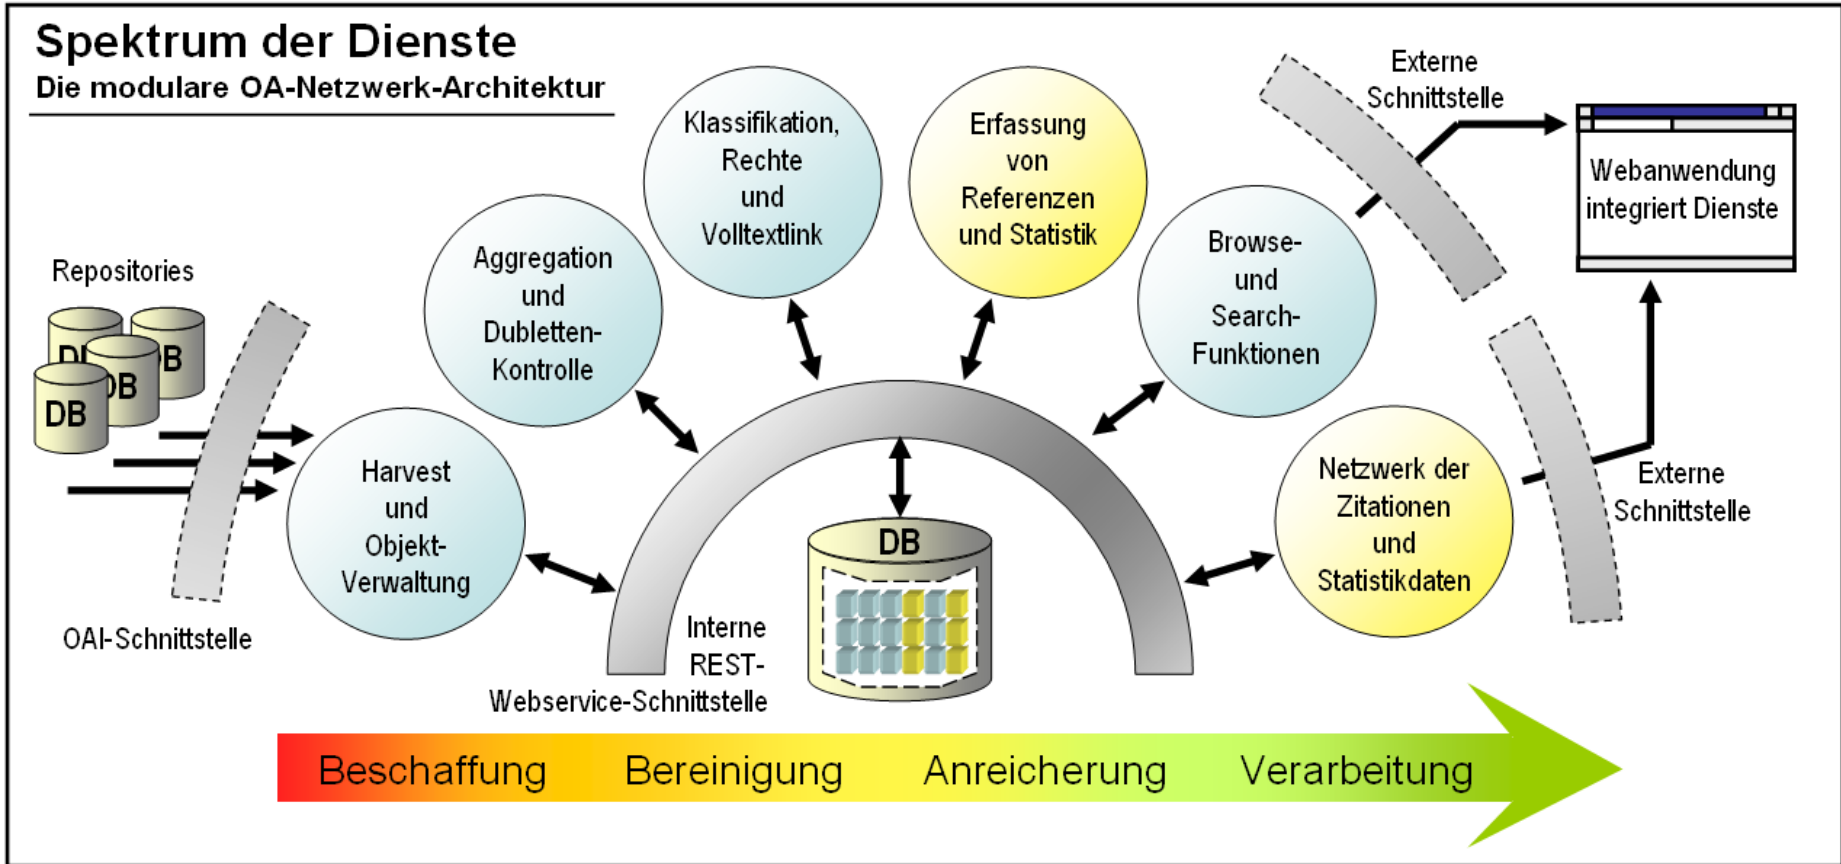 Spektrum der Dienste
Die modulare OA-Netzwerk-Architektur
Repositories
DB
DB
DB
OAI-Schnittstelle
Harvest
und
Objekt-
Verwaltung
Aggregation
und
Dubletten-
Kontrolle
Klassifikation,
Rechte
und
Volltextlink
Erfassung
von
Referenzen
und Statistik
Browse-
und
Search-
Funktionen
Netzwerk der
Zitationen
und
Statistikdaten
Externe
Schnittstelle
Webanwendung
integriert Dienste
Externe
Schnittstelle
DB
Interne
REST-
Webservice-Schnittstelle
Beschaffung Bereinigung Anreicherung Verarbeitung